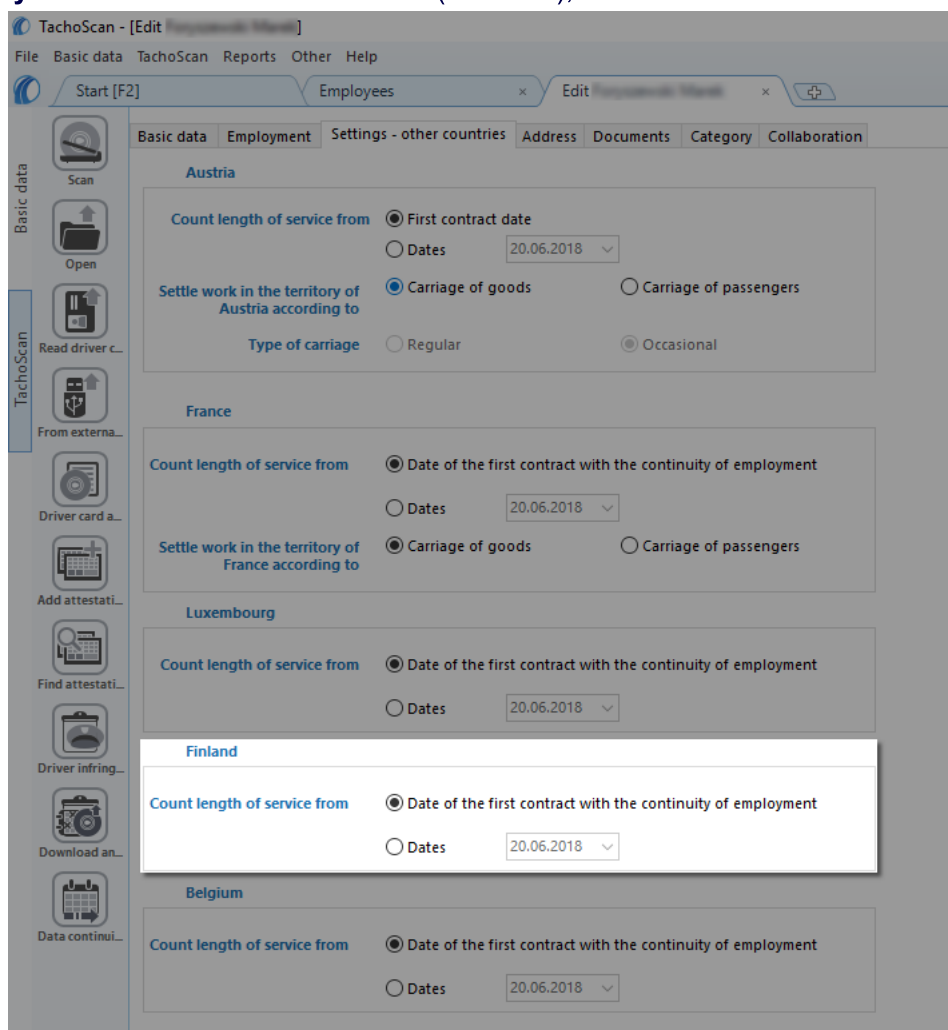 TachoScan - [Edit ]
File Basic data TachoScan Reports Other Help
Start [F2] Employees × Edit ×
Basic data Employment Settings - other countries Address Documents Category Collaboration
Basic data
TachoScan
Scan
Open
Read driver c...
From externa...
Driver card a...
Add attestati...
Find attestati...
Driver infring...
Download an...
Data continui...
Austria
Count length of service from First contract date
Dates 20.06.2018
Settle work in the territory of Carriage of goods Carriage of passengers
Austria according to
Type of carriage Regular Occasional
France
Count length of service from Date of the first contract with the continuity of employment
Dates 20.06.2018
Settle work in the territory of Carriage of goods Carriage of passengers
France according to
Luxembourg
Count length of service from Date of the first contract with the continuity of employment
Dates 20.06.2018
Finland
Count length of service from Date of the first contract with the continuity of employment
Dates 20.06.2018
Belgium
Count length of service from Date of the first contract with the continuity of employment
Dates 20.06.2018